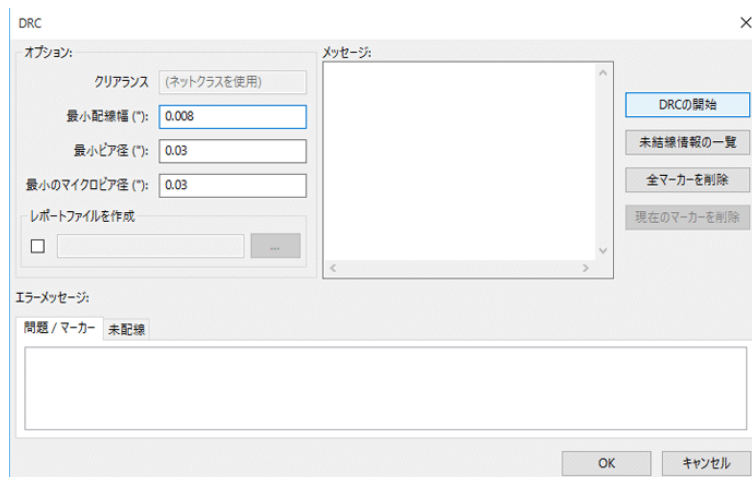 DRC
オプション:
クリアランス (ネットクラスを使用)
最小配線幅 ("): 0.008
最小ビア径 ("): 0.03
最小のマイクロビア径 ("): 0.03
レポートファイルを作成
...
メッセージ:
DRCの開始
未結線情報の一覧
全マーカーを削除
現在のマーカーを削除
エラーメッセージ:
問題 / マーカー 未配線
OK キャンセル